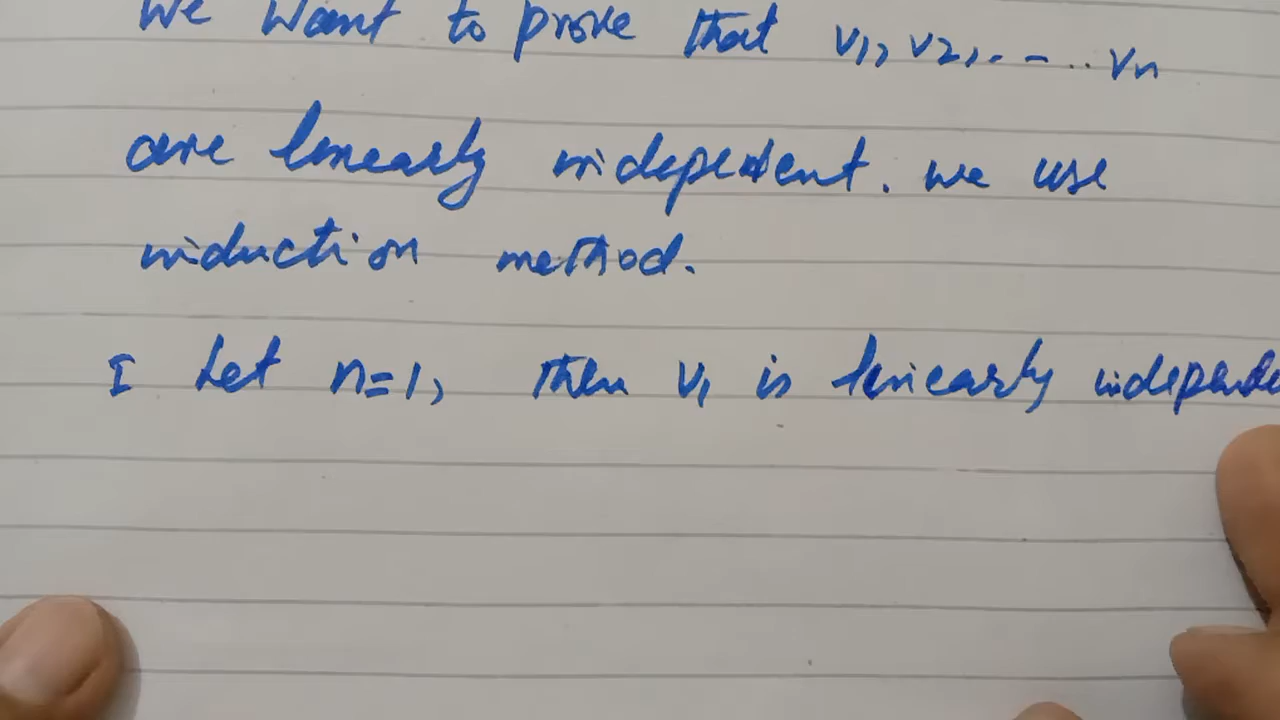 We want to prove that v1, v2, - - ... vn
are linearly independent. we use
induction method.
I Let n=1, then v1 is linearly independe